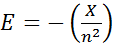 E = −(X/n²)